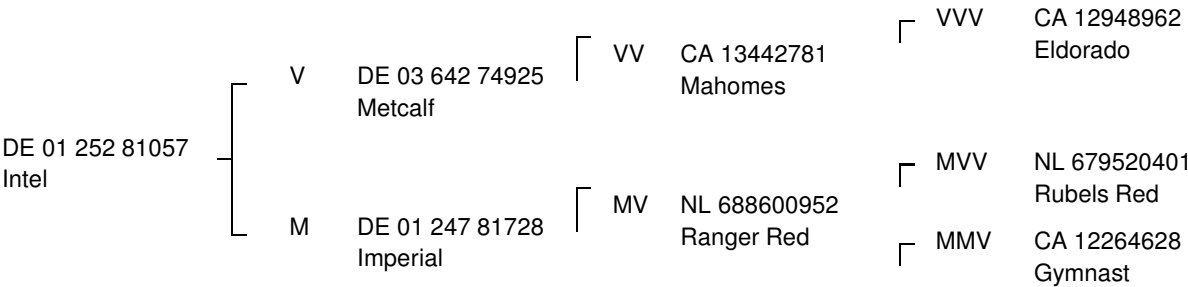 DE 01 252 81057
Intel
V DE 03 642 74925
Metcalf
M DE 01 247 81728
Imperial
VV CA 13442781
Mahomes
MV NL 688600952
Ranger Red
VVV CA 12948962
Eldorado
MVV NL 679520401
Rubels Red
MMV CA 12264628
Gymnast